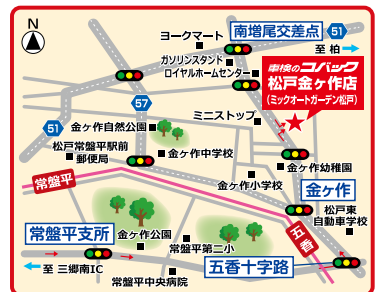 N
ヨークマート
南増尾交差点
51
至 柏
ガソリンスタンド
ロイヤルホームセンター
車検のコバック
松戸金ヶ作店
(ミックオートガーデン松戸)
57
ミニストップ
51
金ヶ作自然公園
松戸常盤平駅前
郵便局
金ヶ作中学校
金ヶ作幼稚園
常盤平
金ヶ作小学校
金ヶ作
松戸東
自動車学校
常盤平支所
金ヶ作公園
常盤平第二小
五香
至 三郷南IC
常盤平中央病院
五香十字路